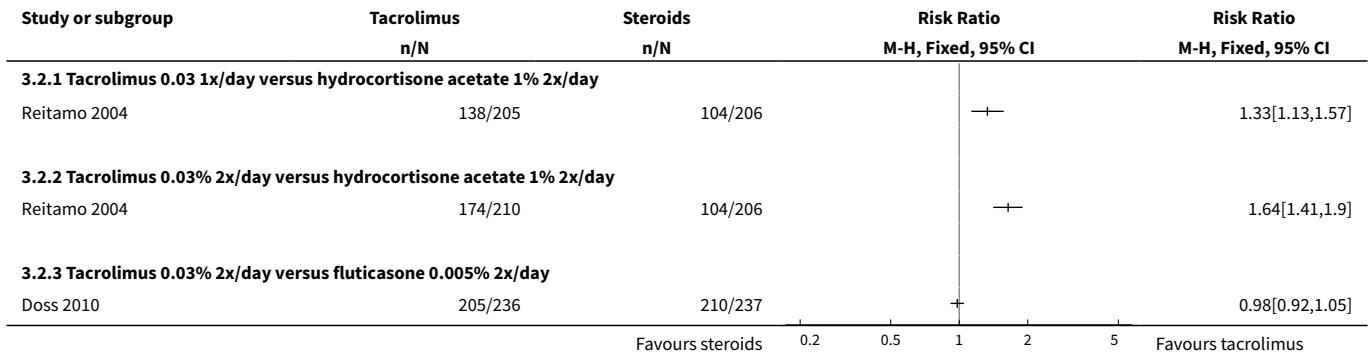 Study or subgroup Tacrolimus Steroids Risk Ratio Risk Ratio
n/N n/N M-H, Fixed, 95% CI M-H, Fixed, 95% CI
3.2.1 Tacrolimus 0.03 1x/day versus hydrocortisone acetate 1% 2x/day
Reitamo 2004 138/205 104/206 1.33[1.13,1.57]
3.2.2 Tacrolimus 0.03% 2x/day versus hydrocortisone acetate 1% 2x/day
Reitamo 2004 174/210 104/206 1.64[1.41,1.9]
3.2.3 Tacrolimus 0.03% 2x/day versus fluticasone 0.005% 2x/day
Doss 2010 205/236 210/237 0.98[0.92,1.05]
Favours steroids 0.2 0.5 1 2 5 Favours tacrolimus